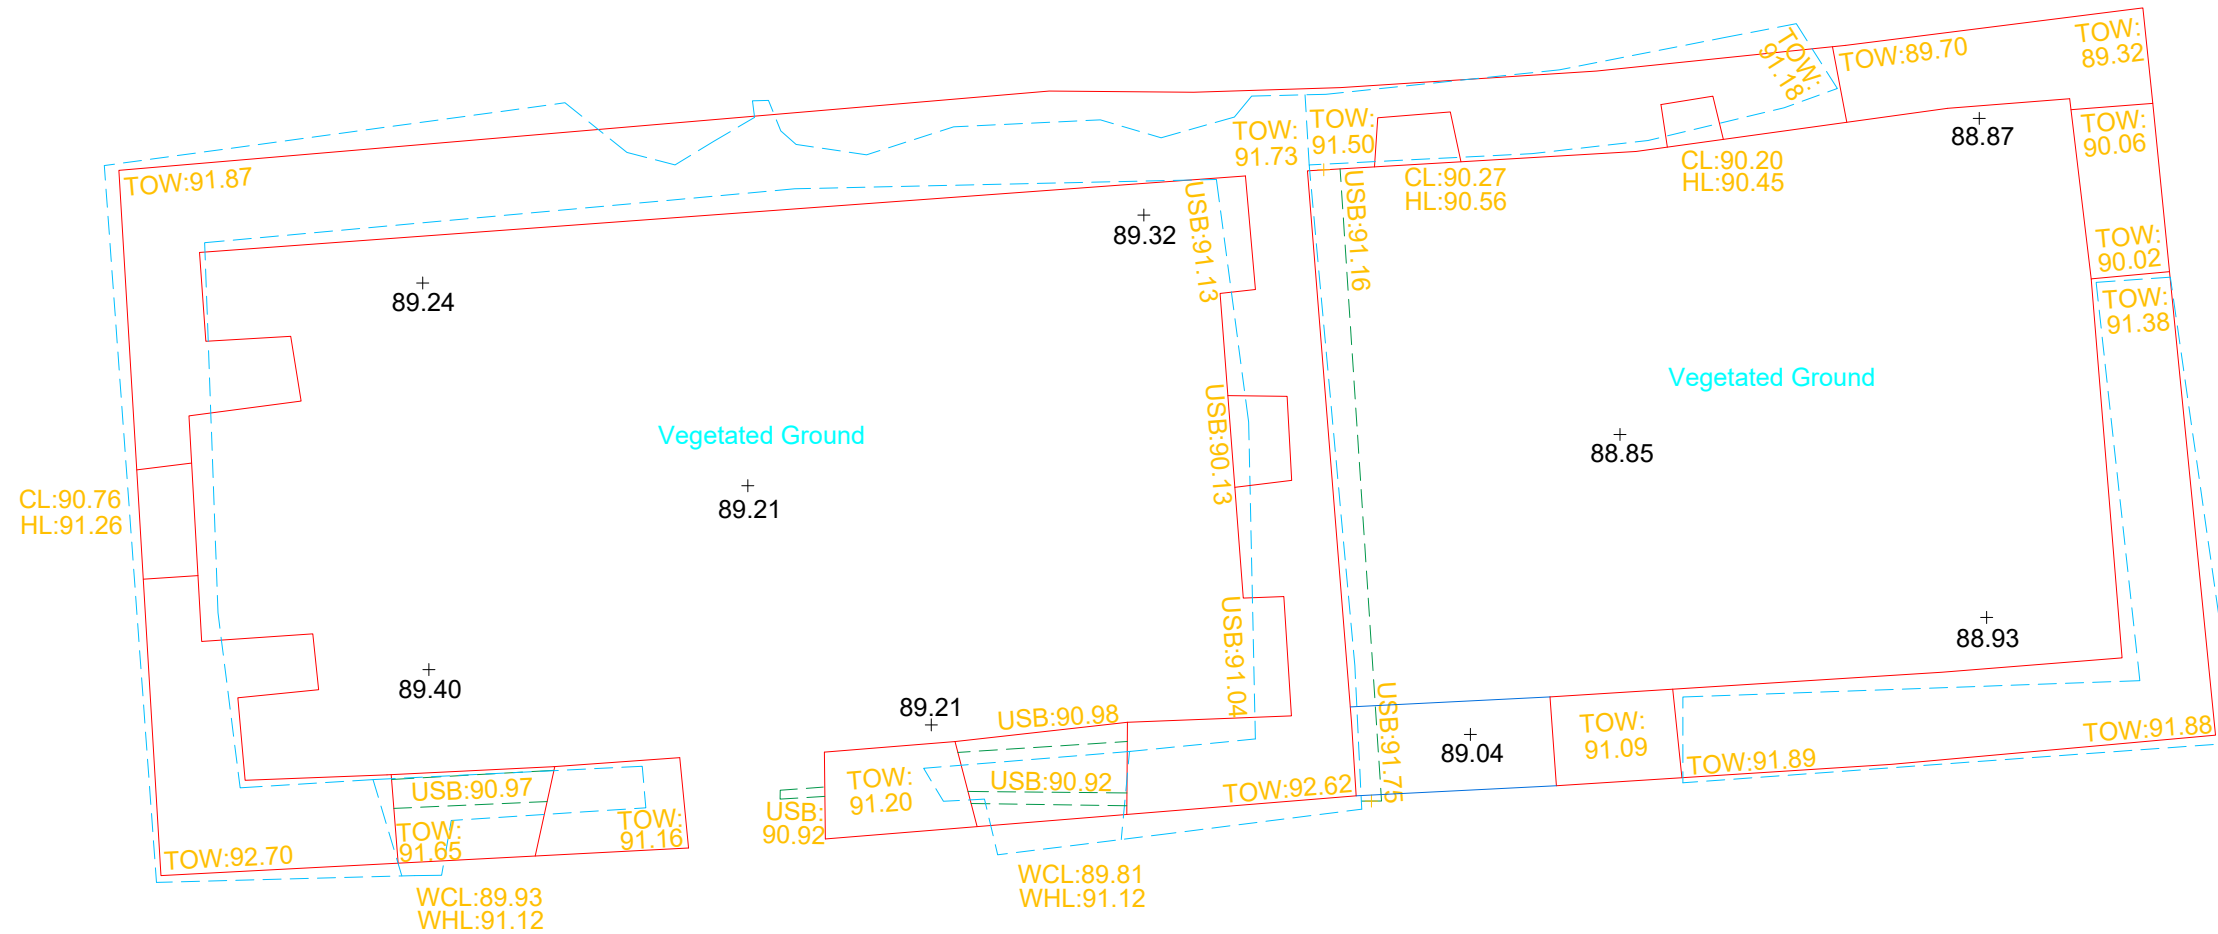 TOW:
89.32
TOW:89.70
TOW:
91.18
TOW:
91.73
TOW:
91.50
88.87
TOW:
90.06
TOW:91.87
CL:90.27
HL:90.56
CL:90.20
HL:90.45
USB:91.13
USB:91.16
89.32
TOW:
90.02
89.24
TOW:
91.38
Vegetated Ground
Vegetated Ground
USB:90.13
88.85
CL:90.76
HL:91.26
89.21
USB:91.04
88.93
89.40
89.21
USB:90.98
USB:91.75
TOW:
91.09
89.04
TOW:91.88
TOW:91.89
USB:90.97
TOW:
91.20
USB:90.92
TOW:92.62
USB:
90.92
TOW:
91.65
TOW:
91.16
TOW:92.70
WCL:89.93
WHL:91.12
WCL:89.81
WHL:91.12